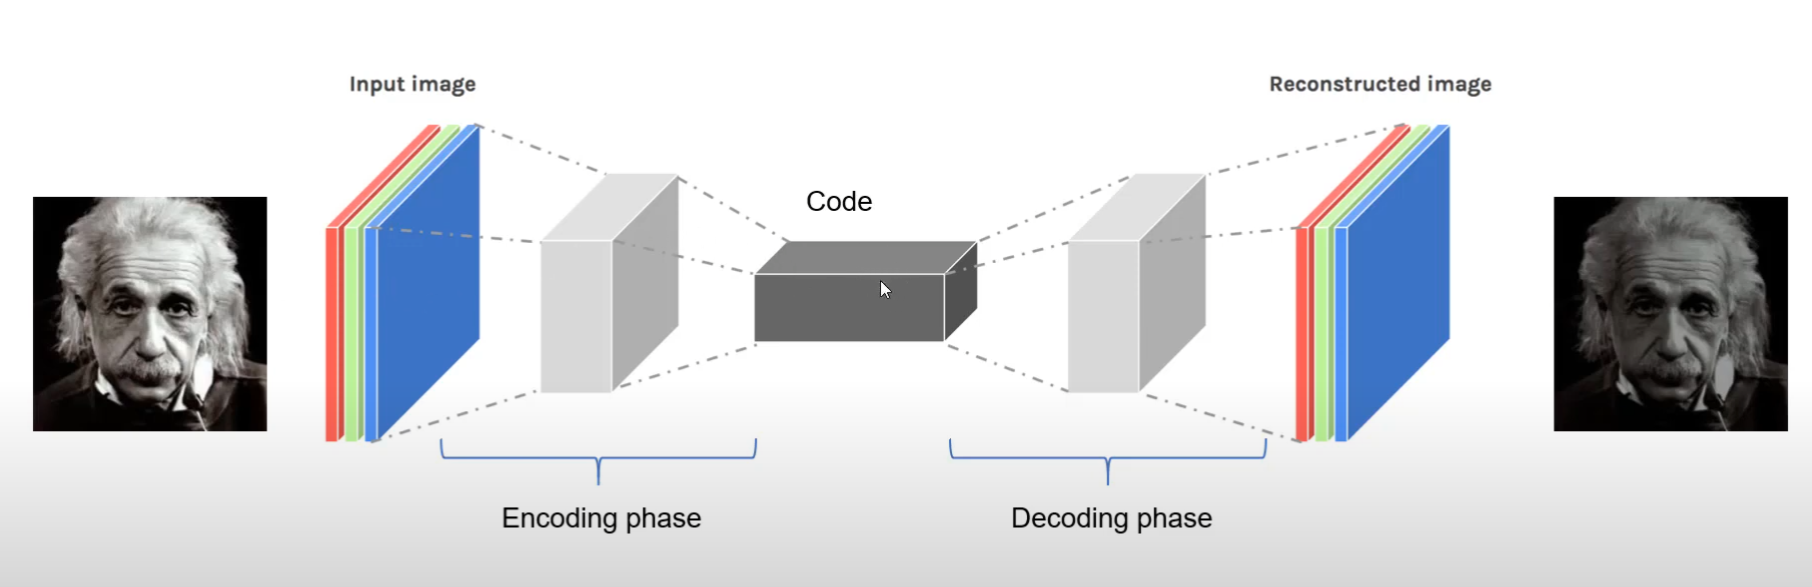 Input image
Reconstructed image
Code
Encoding phase
Decoding phase